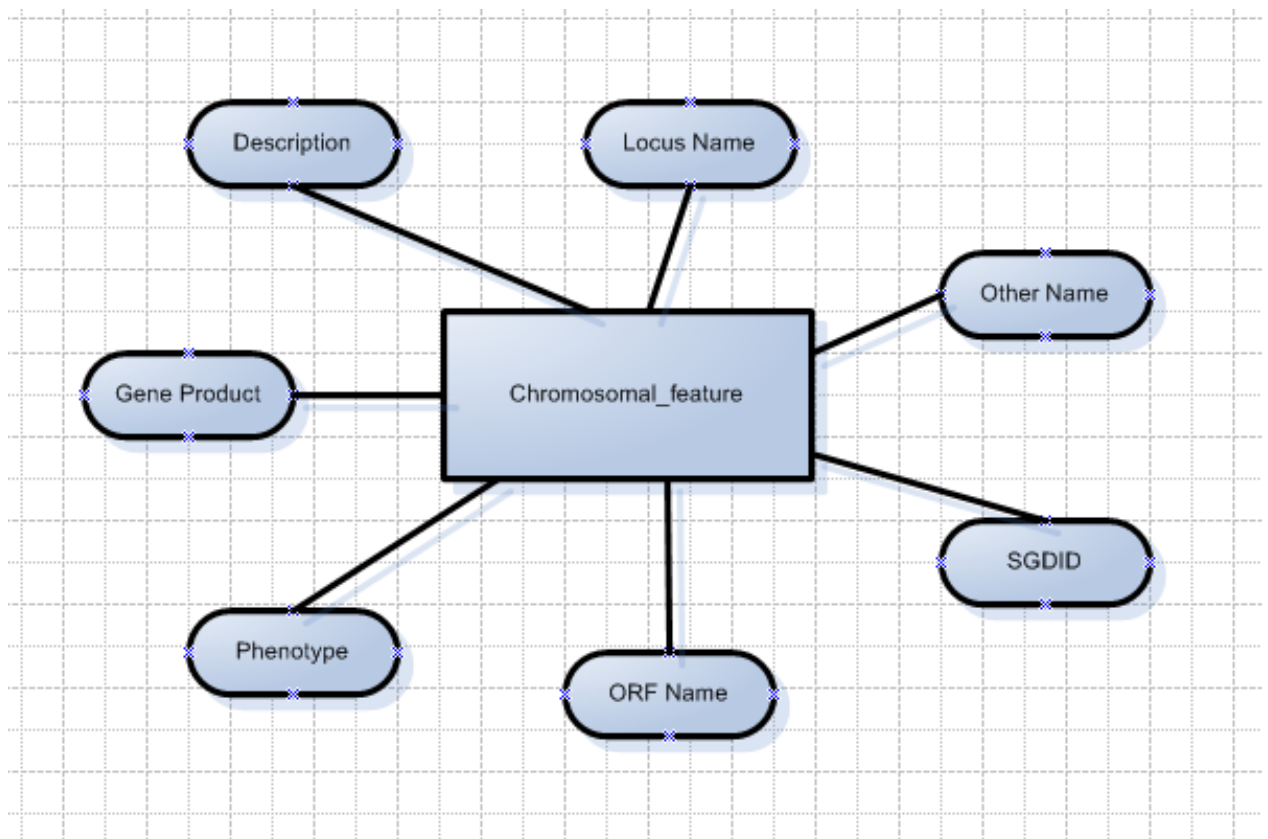 Description
Locus Name
Other Name
Gene Product
Chromosomal_feature
SGDID
Phenotype
ORF Name